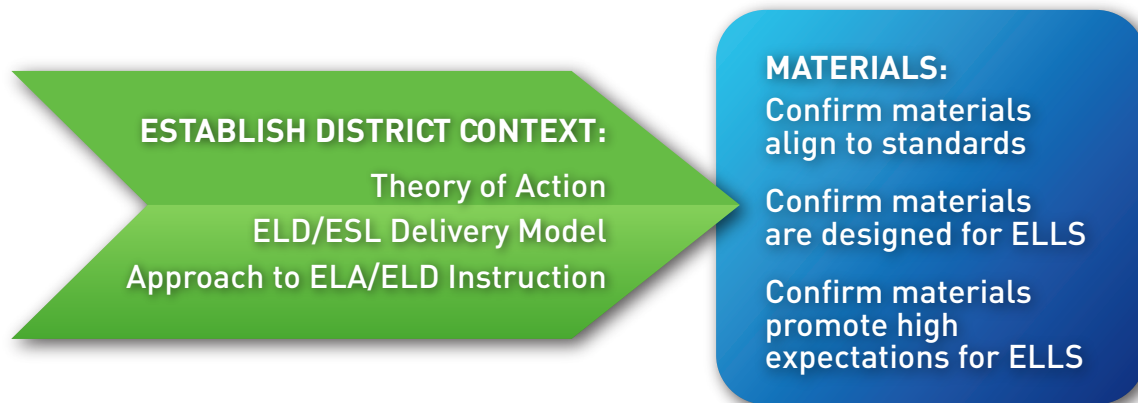 ESTABLISH DISTRICT CONTEXT:
Theory of Action
ELD/ESL Delivery Model
Approach to ELA/ELD Instruction
MATERIALS:
Confirm materials
align to standards
Confirm materials
are designed for ELLS
Confirm materials
promote high
expectations for ELLS